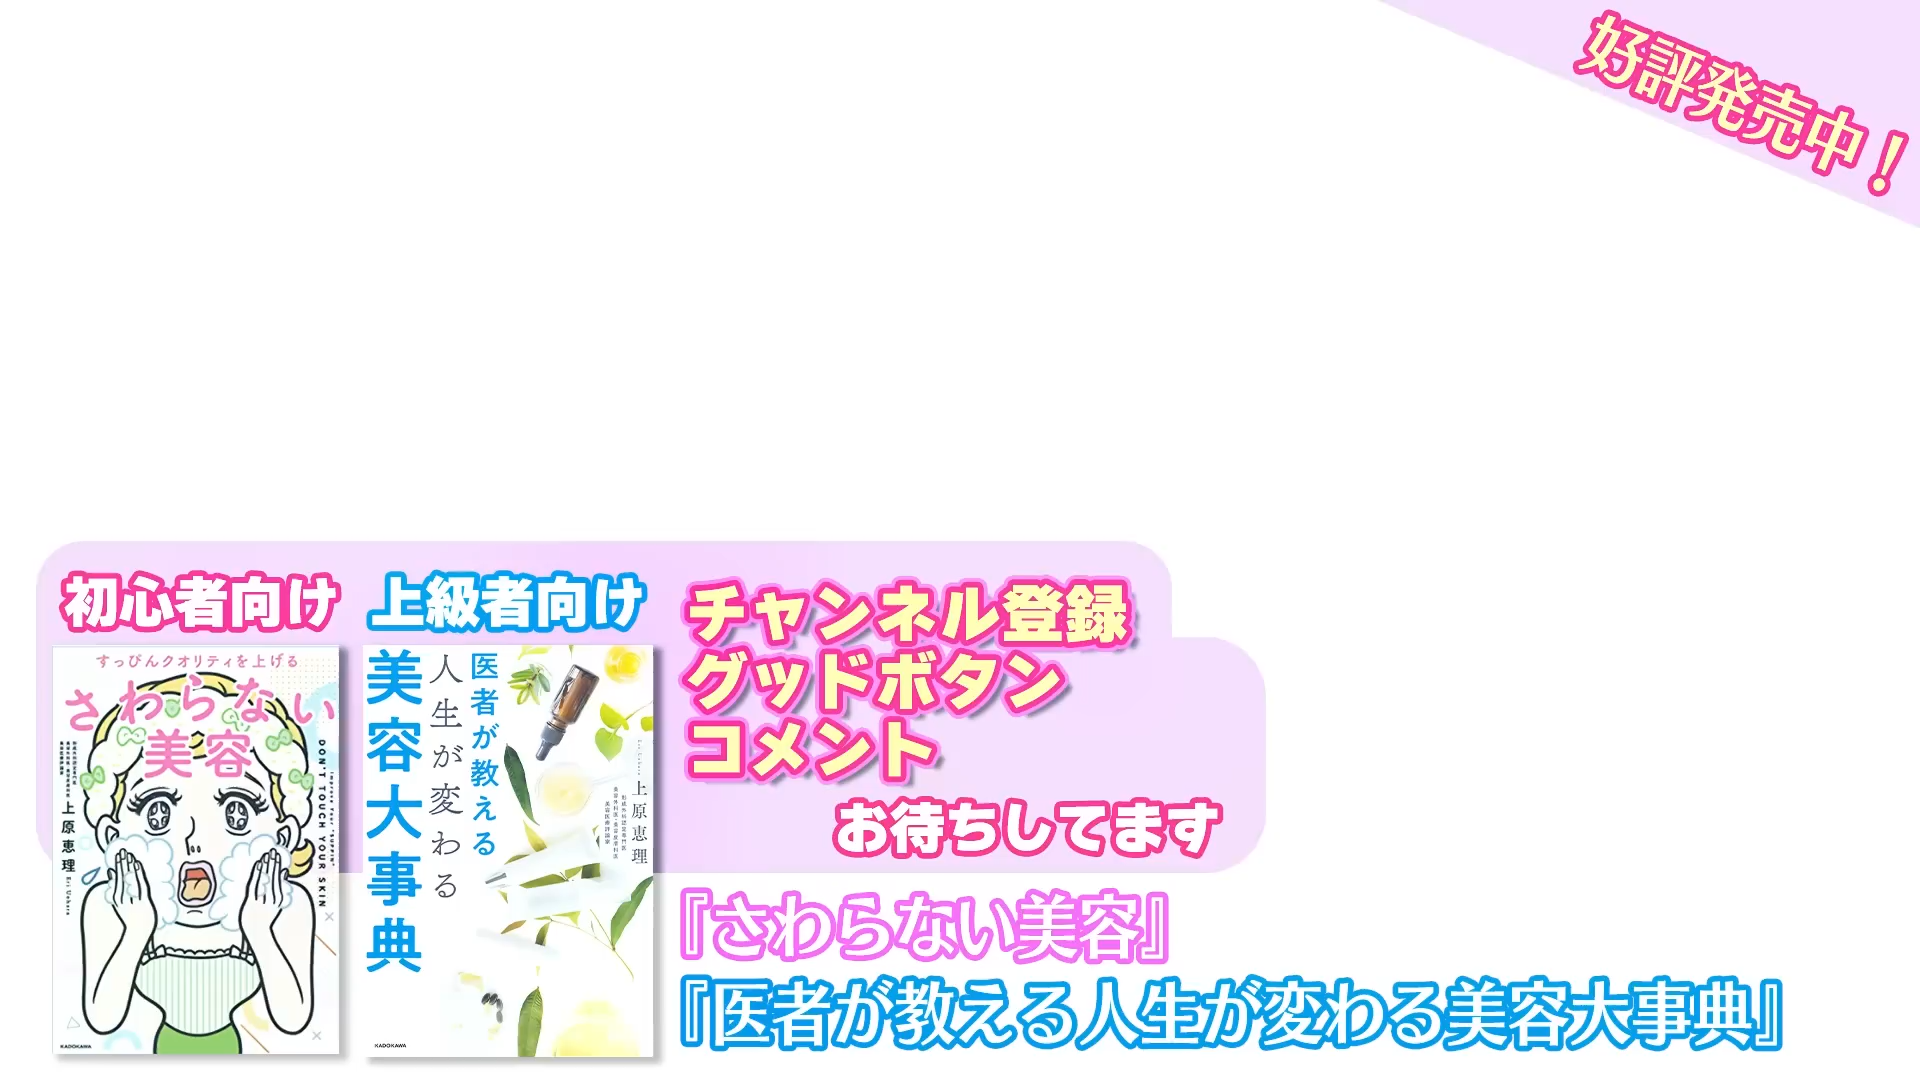 好評発売中！
初心者向け
上級者向け
チャンネル登録
グッドボタン
コメント
お待ちしてます
すっぴんクオリティを上げる
さわらない
美容
上原恵理
Eri Uehara
DON'T TOUCH YOUR SKIN
Improve Your "SUPPIN"
KADOKAWA
医者が教える
人生が変わる
美容大事典
上原恵理
KADOKAWA
『さわらない美容』
『医者が教える人生が変わる美容大事典』